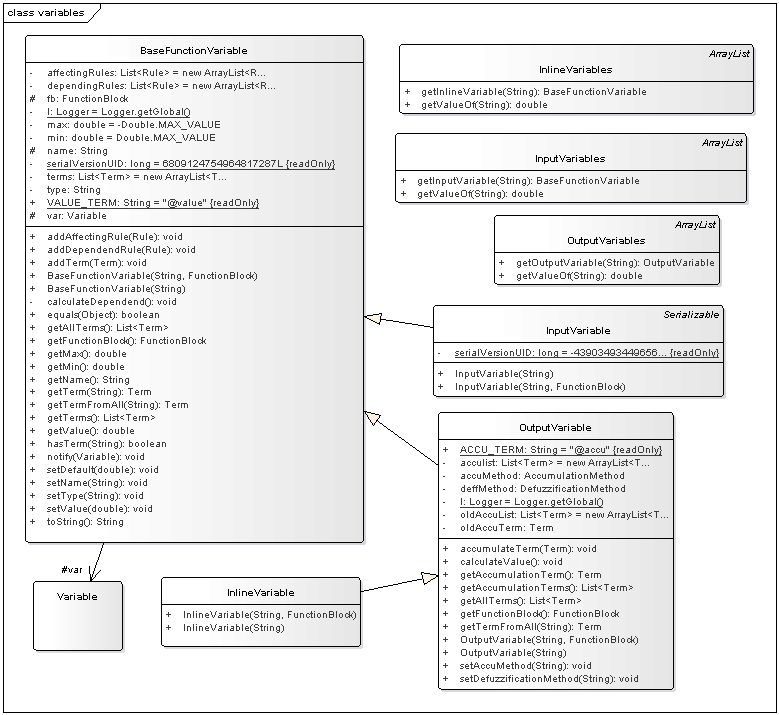 class variables
BaseFunctionVariable
- affectingRules: List<Rule> = new ArrayList<R...
- dependingRules: List<Rule> = new ArrayList<R...
# fb: FunctionBlock
- l: Logger = Logger.getGlobal()
- max: double = -Double.MAX_VALUE
- min: double = Double.MAX_VALUE
# name: String
- serialVersionUID: long = 6809124754964817287L {readOnly}
- terms: List<Term> = new ArrayList<T...
- type: String
+ VALUE_TERM: String = "@value" {readOnly}
# var: Variable
+ addAffectingRule(Rule): void
+ addDependendRule(Rule): void
+ addTerm(Term): void
+ BaseFunctionVariable(String, FunctionBlock)
+ BaseFunctionVariable(String)
- calculateDependend(): void
+ equals(Object): boolean
+ getAllTerms(): List<Term>
+ getFunctionBlock(): FunctionBlock
+ getMax(): double
+ getMin(): double
+ getName(): String
+ getTerm(String): Term
+ getTermFromAll(String): Term
+ getTerms(): List<Term>
+ getValue(): double
+ hasTerm(String): boolean
+ notify(Variable): void
+ setDefault(double): void
+ setName(String): void
+ setType(String): void
+ setValue(double): void
+ toString(): String
ArrayList
InlineVariables
+ getInlineVariable(String): BaseFunctionVariable
+ getValueOf(String): double
ArrayList
InputVariables
+ getInputVariable(String): BaseFunctionVariable
+ getValueOf(String): double
ArrayList
OutputVariables
+ getOutputVariable(String): OutputVariable
+ getValueOf(String): double
Serializable
InputVariable
- serialVersionUID: long = -43903493449656... {readOnly}
+ InputVariable(String)
+ InputVariable(String, FunctionBlock)
OutputVariable
+ ACCU_TERM: String = "@accu" {readOnly}
- acculist: List<Term> = new ArrayList<T...
- accuMethod: AccumulationMethod
- deffMethod: DefuzzificationMethod
- l: Logger = Logger.getGlobal()
- oldAccuList: List<Term> = new ArrayList<T...
- oldAccuTerm: Term
+ accumulateTerm(Term): void
+ calculateValue(): void
+ getAccumulationTerm(): Term
+ getAccumulationTerms(): List<Term>
+ getAllTerms(): List<Term>
+ getFunctionBlock(): FunctionBlock
+ getTermFromAll(String): Term
+ OutputVariable(String, FunctionBlock)
+ OutputVariable(String)
+ setAccuMethod(String): void
+ setDefuzzificationMethod(String): void
#var
Variable
InlineVariable
+ InlineVariable(String, FunctionBlock)
+ InlineVariable(String)